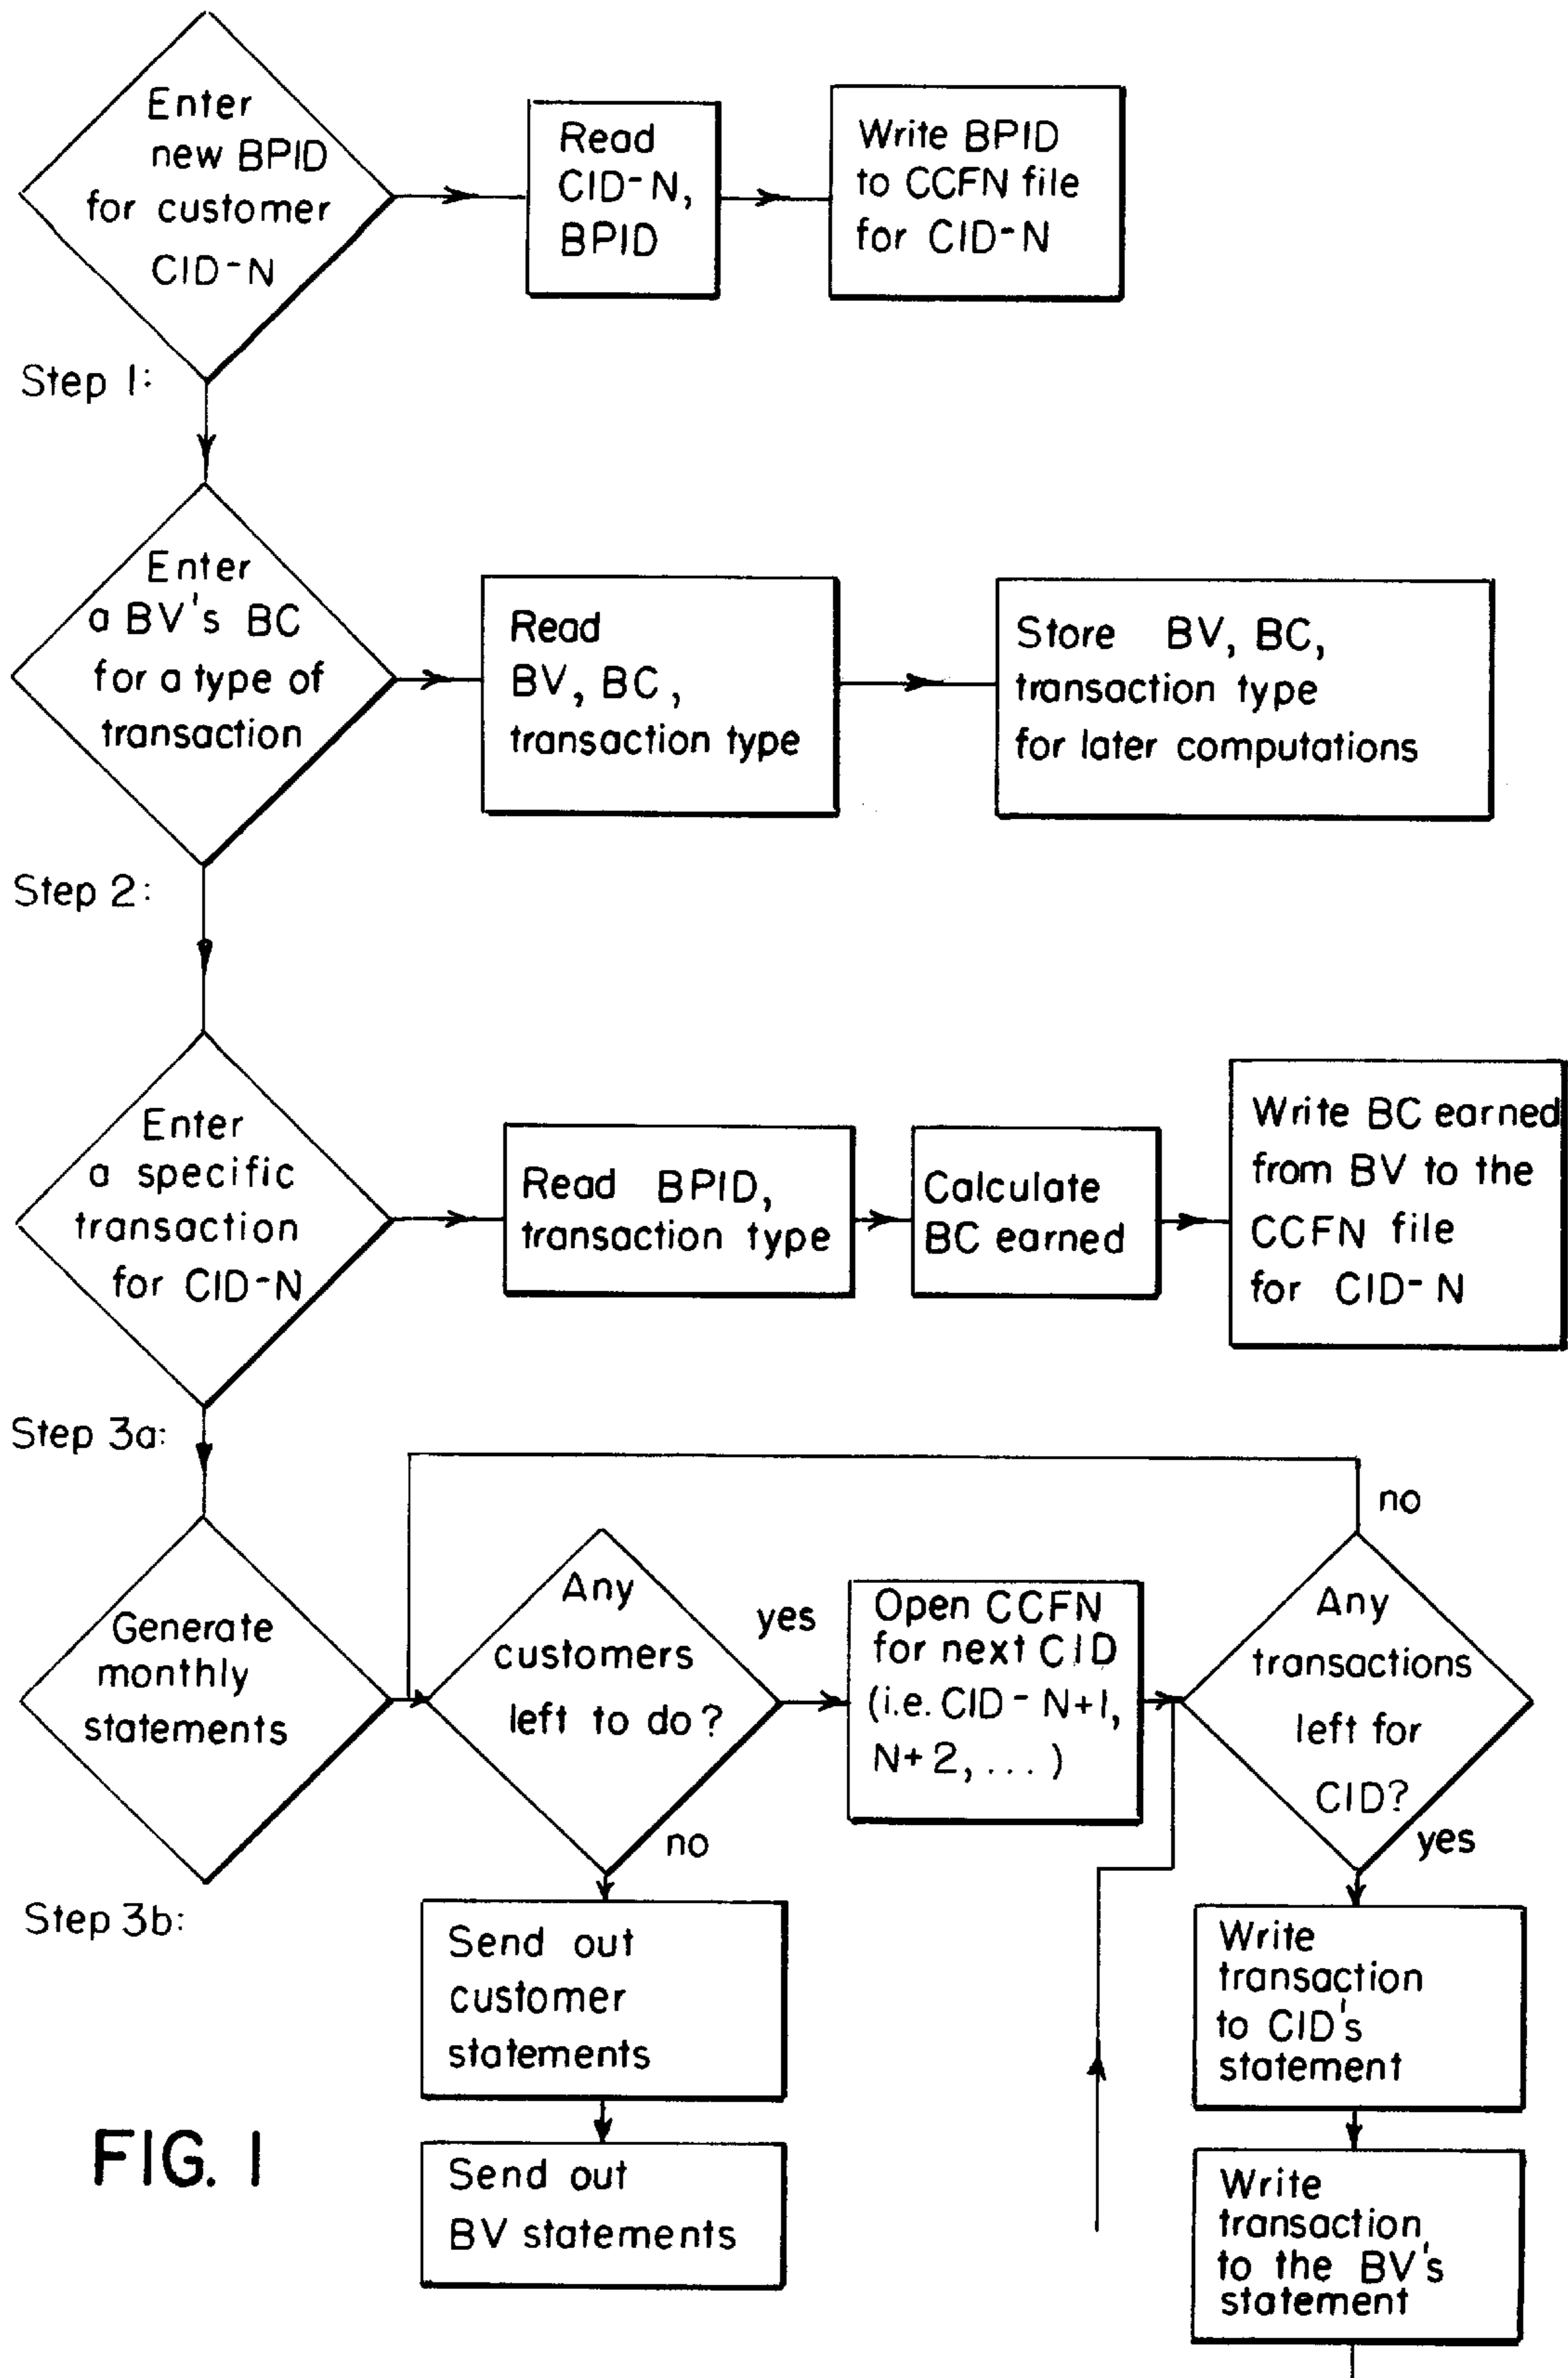 Enter
new BPID
for customer
CID-N
Read
CID-N,
BPID
Write BPID
to CCFN file
for CID-N
Step 1:
Enter
a BV's BC
for a type of
transaction
Read
BV, BC,
transaction type
Store BV, BC,
transaction type
for later computations
Step 2:
Enter
a specific
transaction
for CID-N
Read BPID,
transaction type
Calculate
BC earned
Write BC earned
from BV to the
CCFN file
for CID-N
Step 3a:
Generate
monthly
statements
Any
customers
left to do?
yes
Open CCFN
for next CID
(i.e. CID-N+1,
N+2, ...)
no
Any
transactions
left for
CID?
yes
no
Step 3b:
Send out
customer
statements
Send out
BV statements
Write
transaction
to CID's
statement
Write
transaction
to the BV's
statement
FIG. 1